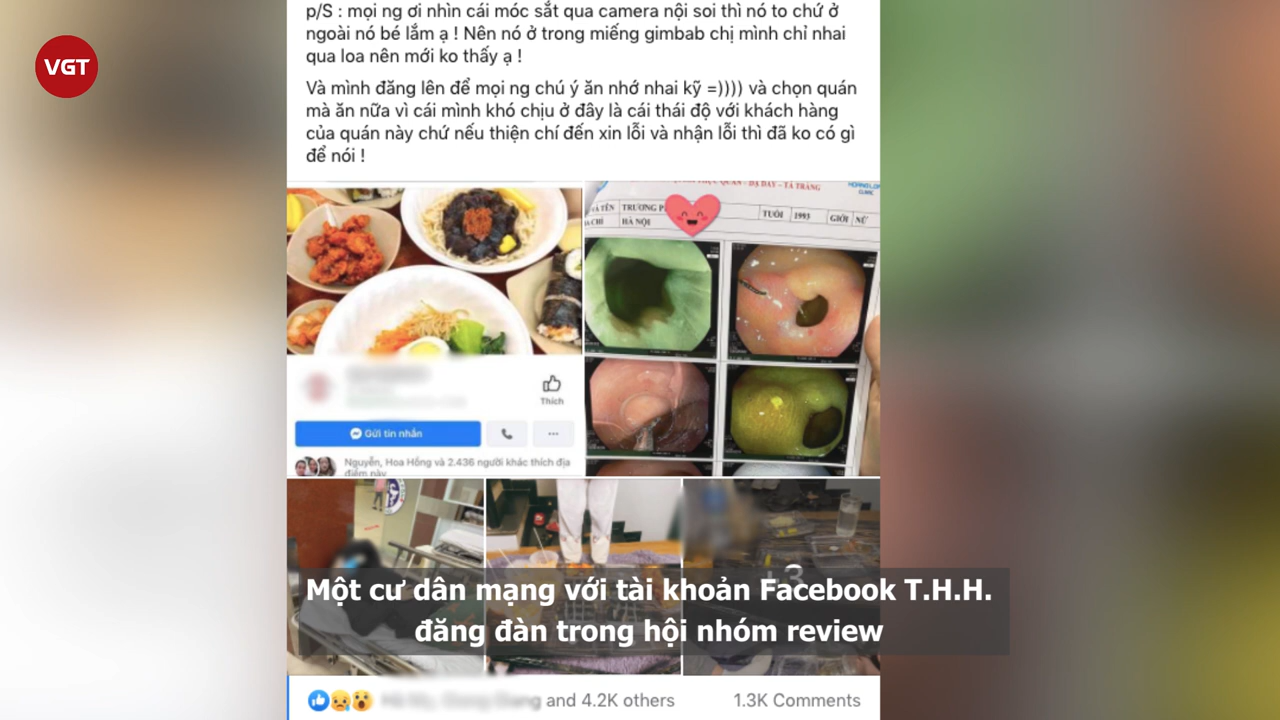 p/S : mọi ng ơi nhìn cái móc sắt qua camera nội soi thì nó to chứ ở
ngoài nó bé lắm ạ ! Nên nó ở trong miếng gimbab chị mình chỉ nhai
qua loa nên mới ko thấy ạ !
Và mình đăng lên để mọi ng chú ý ăn nhớ nhai kỹ =)))) và chọn quán
mà ăn nữa vì cái mình khó chịu ở đây là cái thái độ với khách hàng
của quán này chứ nếu thiện chí đến xin lỗi và nhận lỗi thì đã ko có gì
để nói !
VGT
DẠ DÀY - TÁ TRÀNG
TRƯƠNG
TUỔI 1993 GIỚI NỮ
HÀ NỘI
Thích
Gửi tin nhắn
Nguyễn, Hoa Hồng và 2.436 người khác thích địa
điểm này
+3
Một cư dân mạng với tài khoản Facebook T.H.H.
đăng đàn trong hội nhóm review
and 4.2K others
1.3K Comments